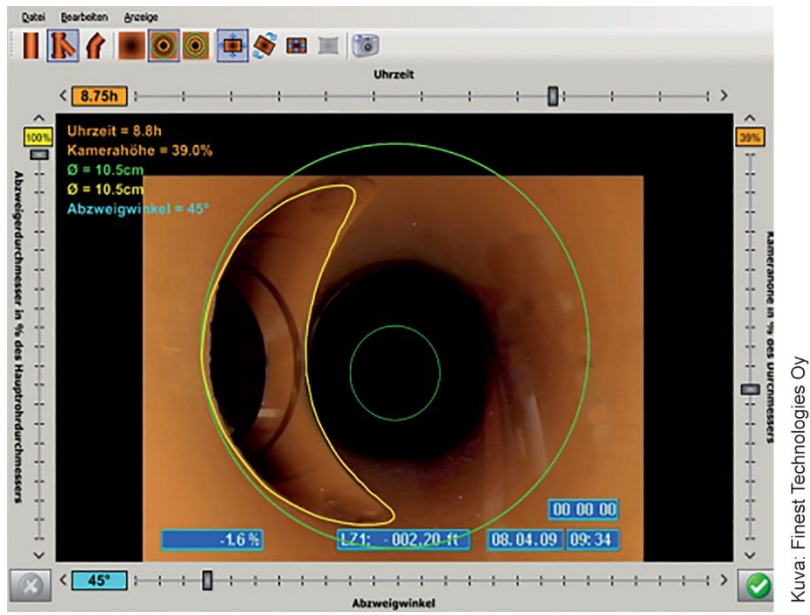 Datei Bearbeiten Anzeige
Uhrzeit
8.75h
100%
39%
Uhrzeit = 8.8h
Kamerahöhe = 39.0%
Ø = 10.5cm
Ø = 10.5cm
Abzweigwinkel = 45°
Abzweigerdurchmesser in % des Hauptrohrdurchmessers
in % des Durchmessers
00 00 00
-1.6 %
LZ1: - 002,20 ft
08.04.09
09:34
45°
Abzweigwinkel
Kuva: Finest Technologies Oy